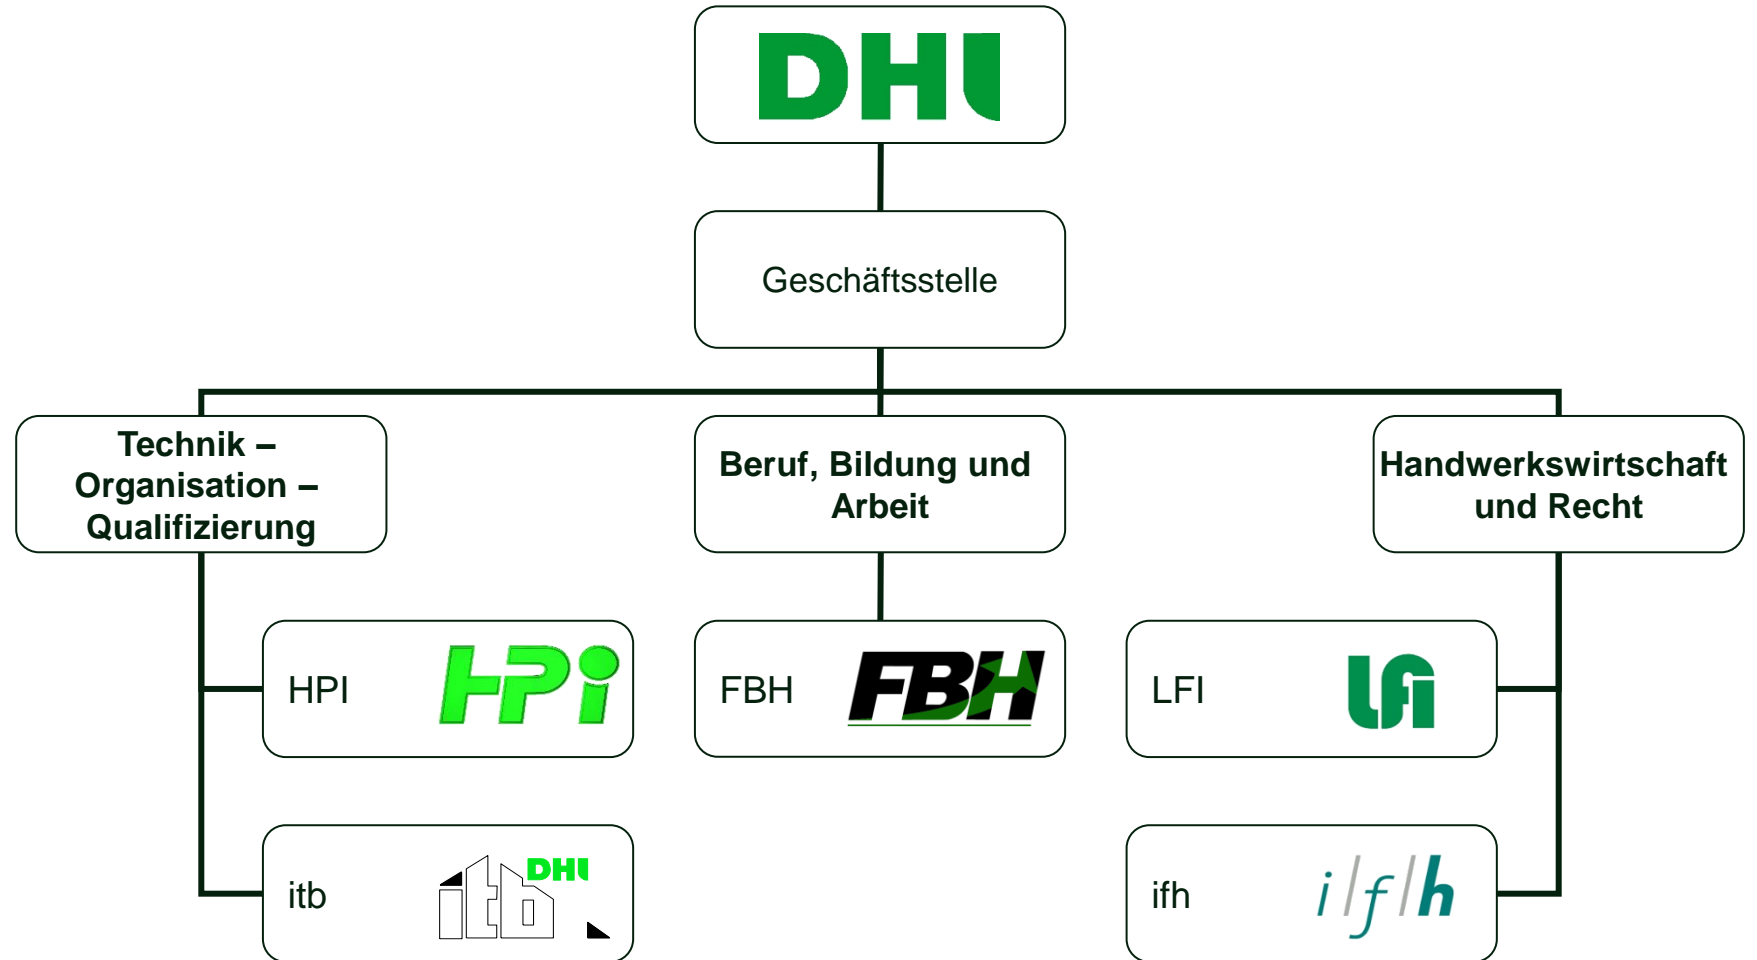 DHI
Geschäftsstelle
Technik –
Organisation –
Qualifizierung
Beruf, Bildung und
Arbeit
Handwerkswirtschaft
und Recht
HPI HPi
FBH FBH
LFI LFi
itb itb DHI
ifh i/f/h